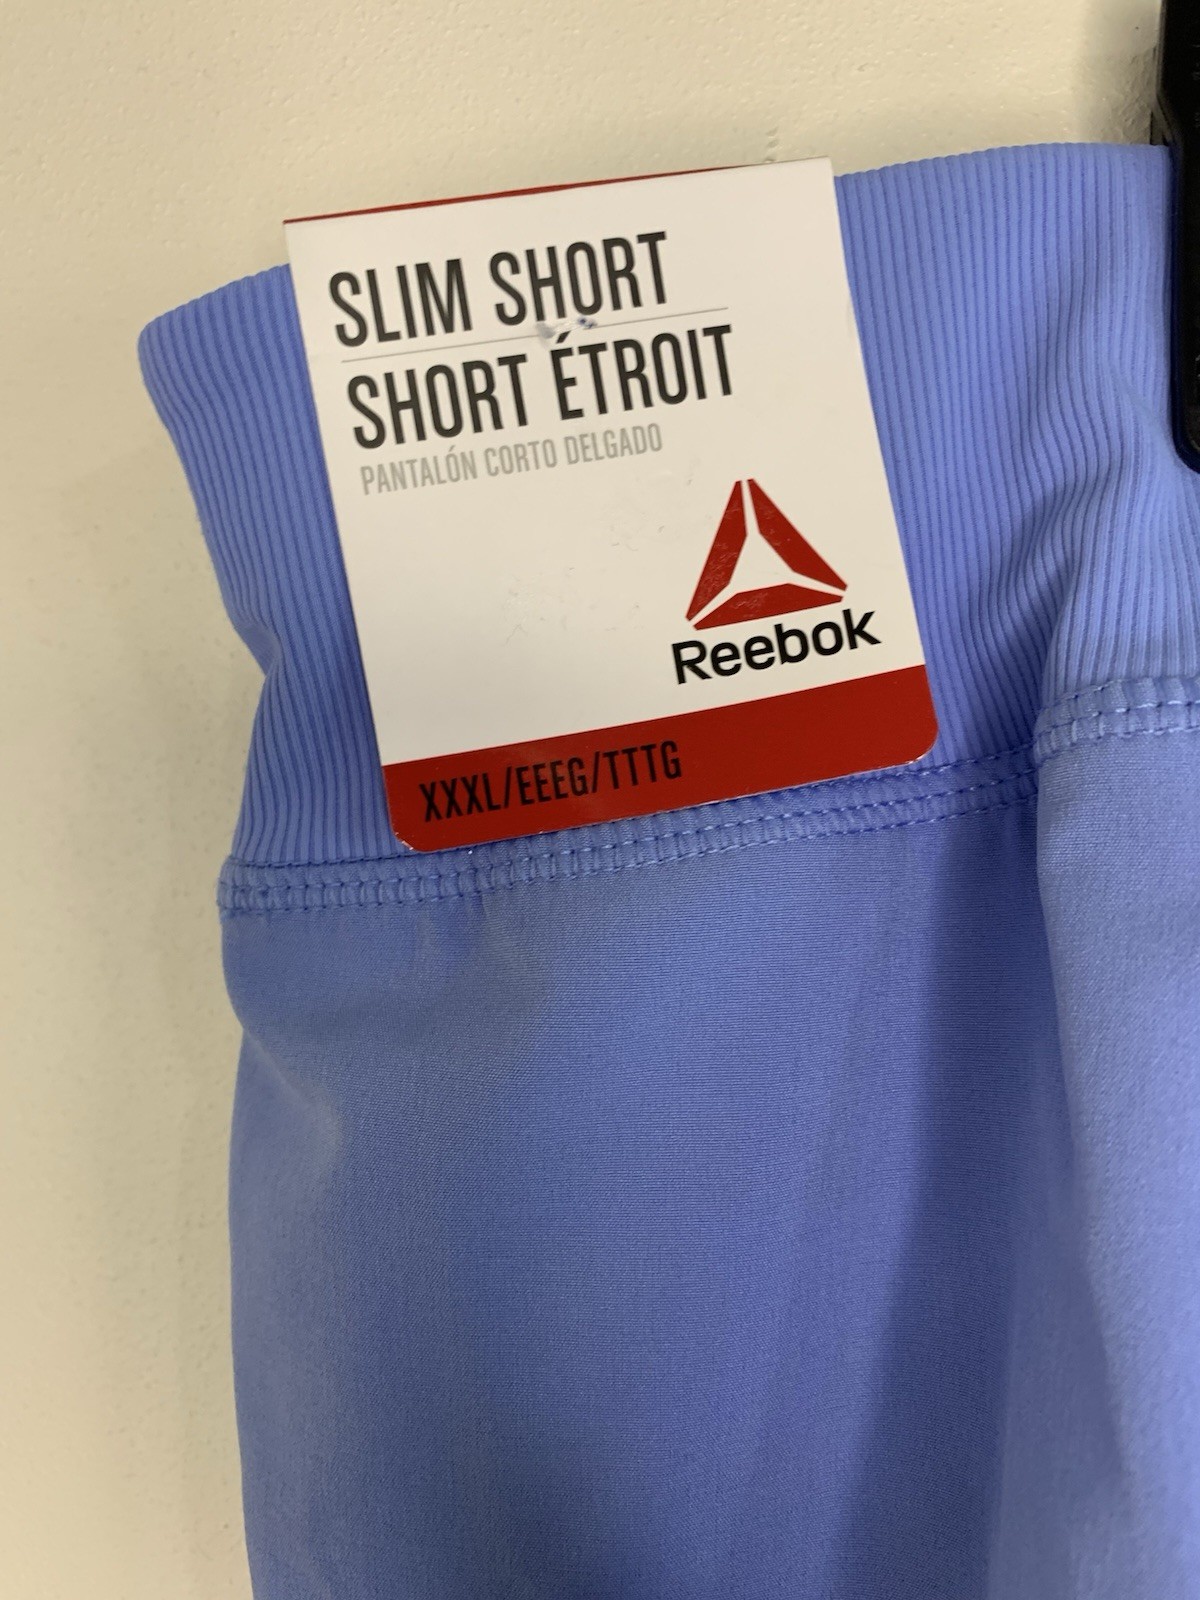 SLIM SHORT
SHORT ÉTROIT
PANTALÓN CORTO DELGADO
Reebok
XXXL/EEEG/TTTG